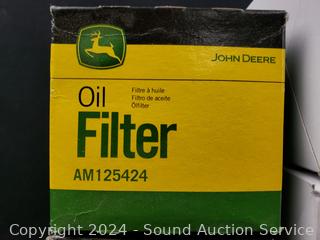 JOHN DEERE
Oil
Filtre à huile
Filtro de aceite
Ölfilter
Filter
AM125424
Copyright © 2024 - Sound Auction Service